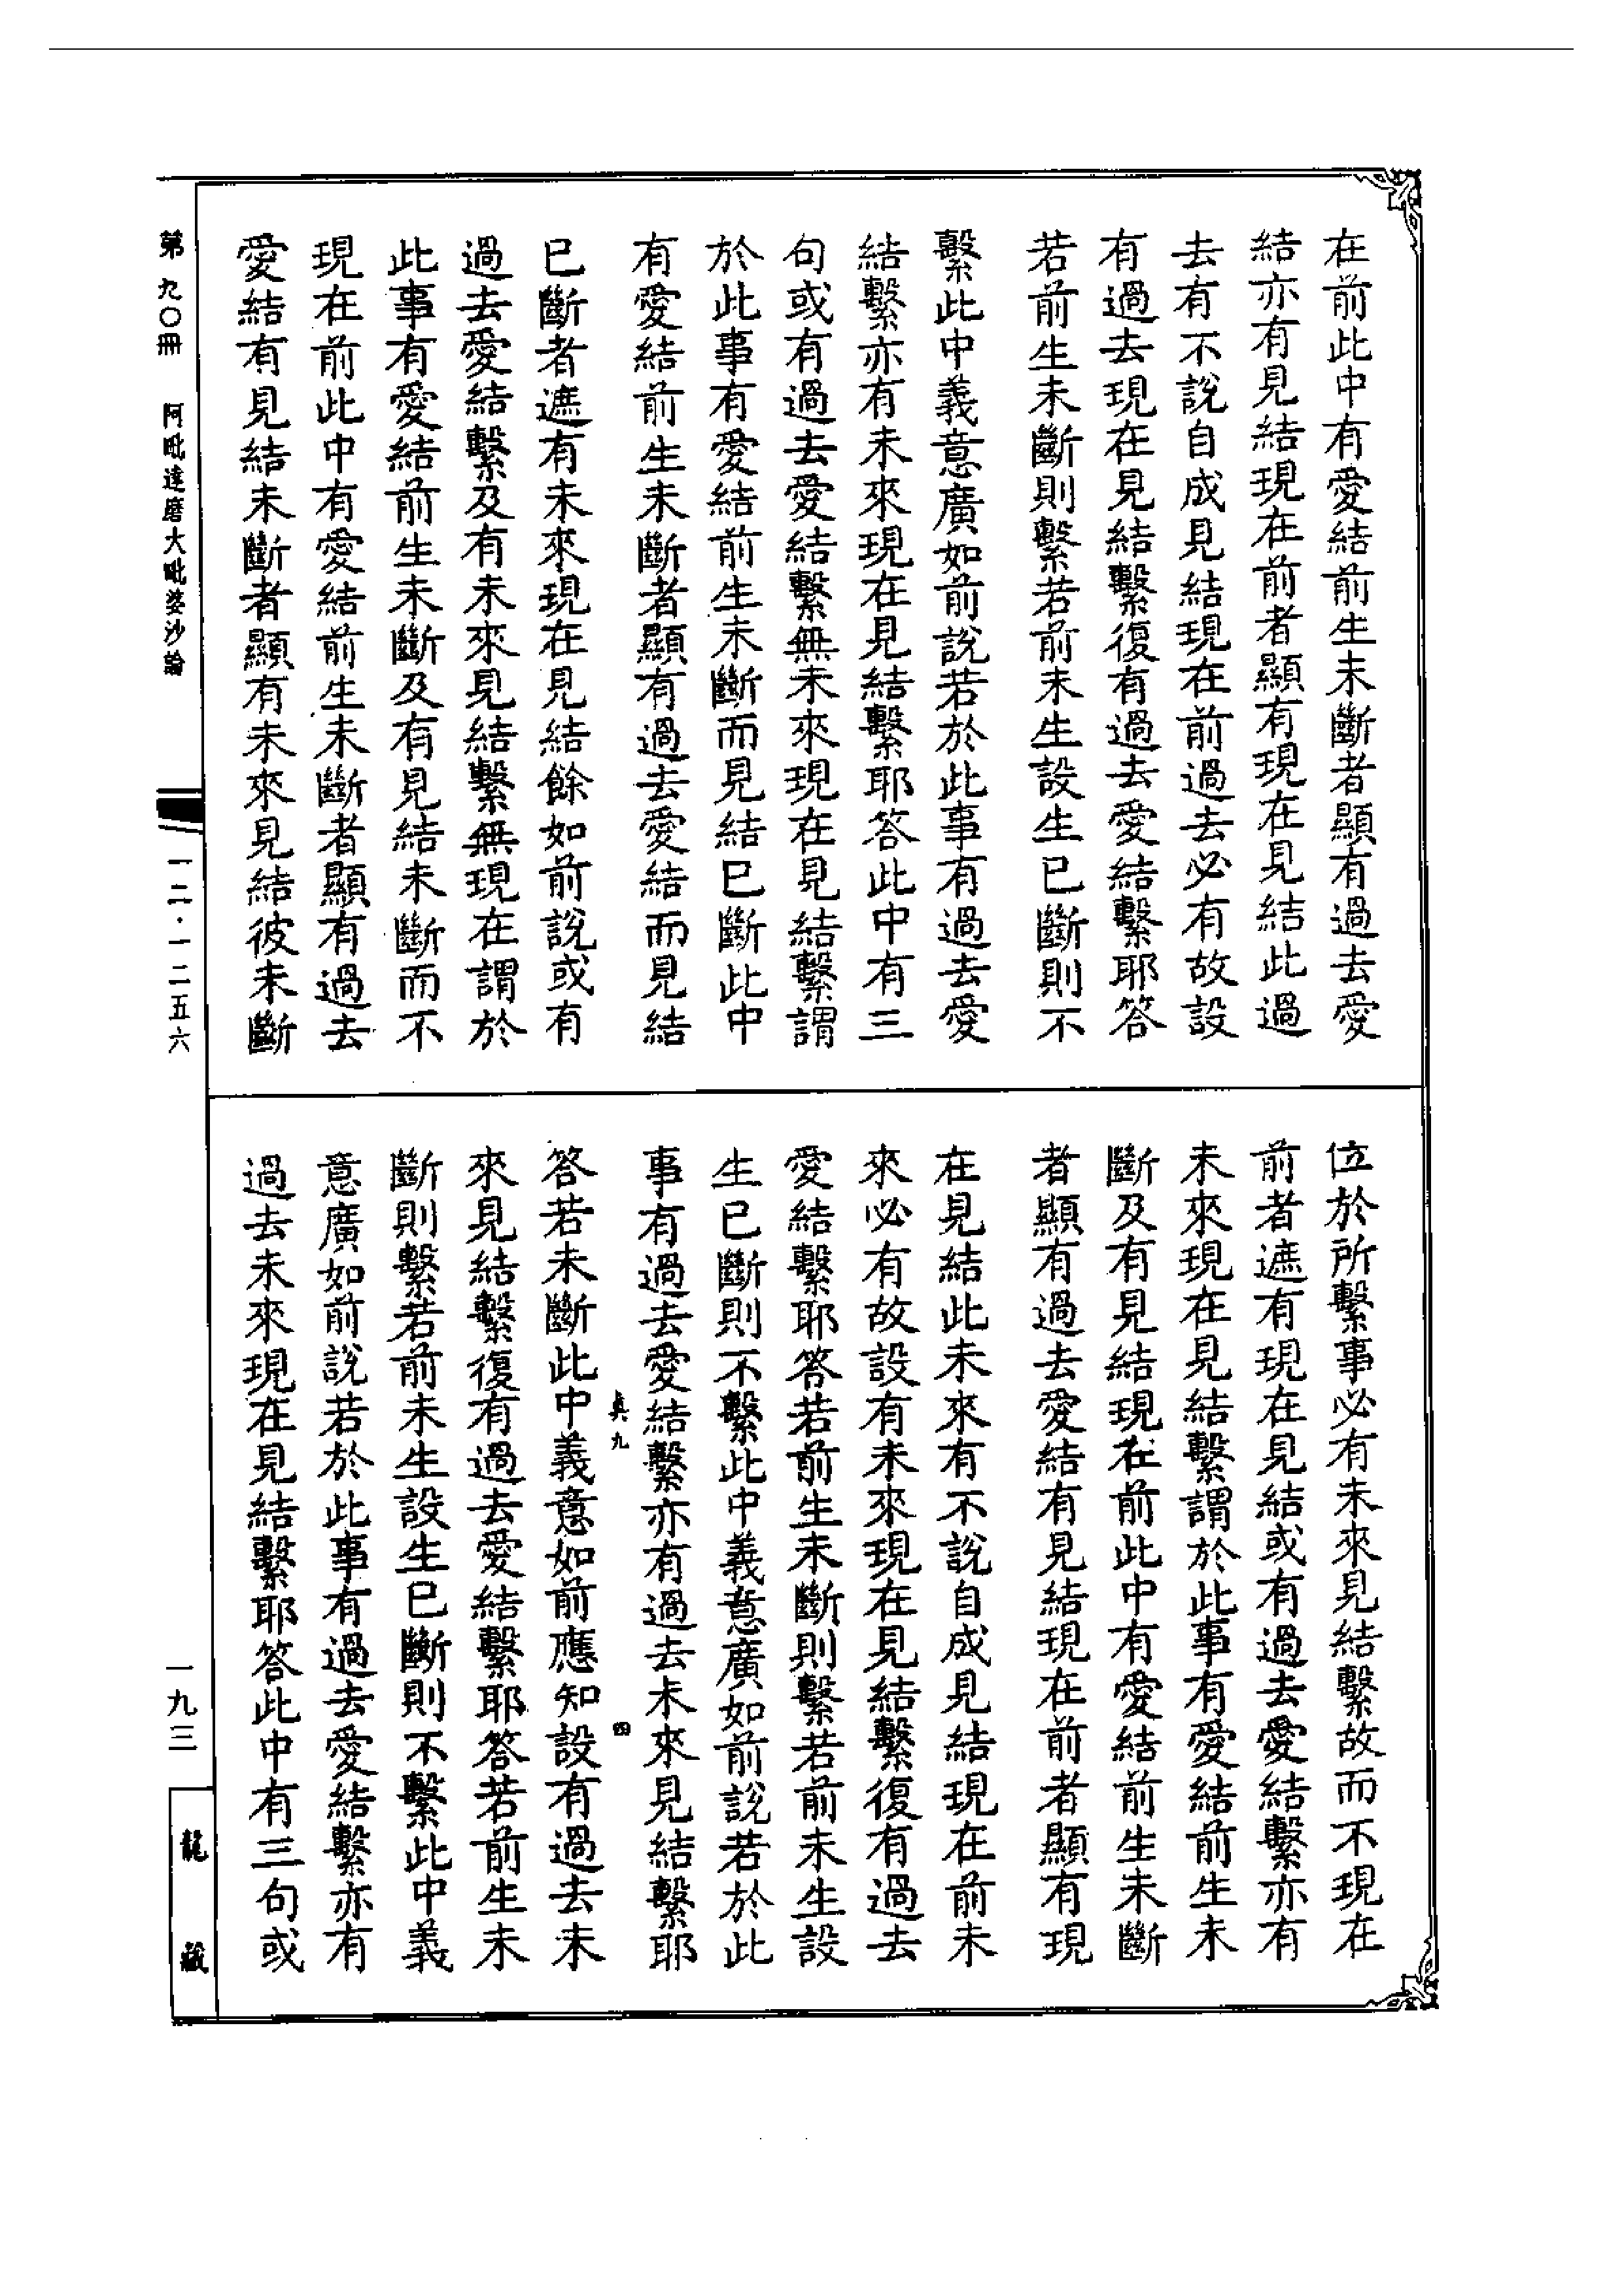 在前此中有愛結前生未斷者顯有過去愛
結亦有見結現在前者顯有現在見結此過
去有不說自成見結現在前過去必有故設
有過去現在見結繫復有過去愛結繫耶答
若前生未斷則繫若前未生設生已斷則不
繫此中義意廣如前說若於此事有過去愛
結繫亦有未來現在見結繫耶答此中有三
句或有過去愛結繫無未來現在見結繫謂
於此事有愛結前生未斷而見結已斷此中
有愛結前生未斷者顯有過去愛結而見結
已斷者遮有未來現在見結餘如前說或有
過去愛結繫及有未來見結繫無現在謂於
此事有愛結前生未斷及有見結未斷而不
現在前此中有愛結前生未斷者顯有過去
愛結有見結未斷者顯有未來見結彼未斷
位於所繫事必有未來見結繫故而不現在
前者遮有現在見結或有過去愛結繫亦有
未來現在見結繫謂於此事有愛結前生未
斷及有見結現在前此中有愛結前生未斷
者顯有過去愛結有見結現在前者顯有現
在見結此未來有不說自成見結現在前未
來必有故設有未來現在見結繫復有過去
愛結繫耶答若前生未斷則繫若前未生設
生已斷則不繫此中義意廣如前說若於此
事有過去愛結繫亦有過去未來見結繫耶
真九 四
答若未斷此中義意如前應知設有過去未
來見結繫復有過去愛結繫耶答若前生未
斷則繫若前未生設生已斷則不繫此中義
意廣如前說若於此事有過去愛結繫亦有
過去未來現在見結繫耶答此中有三句或
第九〇冊 阿毗達磨大毗婆沙論
一二·一二五六
一九三
龍藏